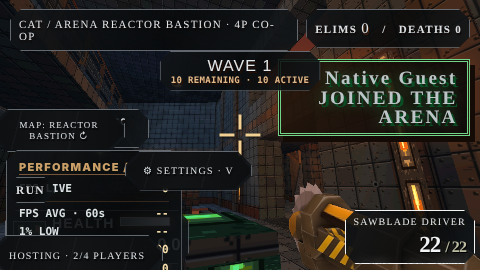 CAT / ARENA REACTOR BASTION · 4P CO-
OP
ELIMS 0 / DEATHS 0
WAVE 1
10 REMAINING · 10 ACTIVE
Native Guest
JOINED THE
ARENA
MAP: REACTOR
BASTION ↻
PERFORMANCE /
⚙ SETTINGS · V
RUN IVE
FPS AVG · 60s --
HEALTH
1% LOW --
HOSTING · 2/4 PLAYERS
SAWBLADE DRIVER
22 / 22